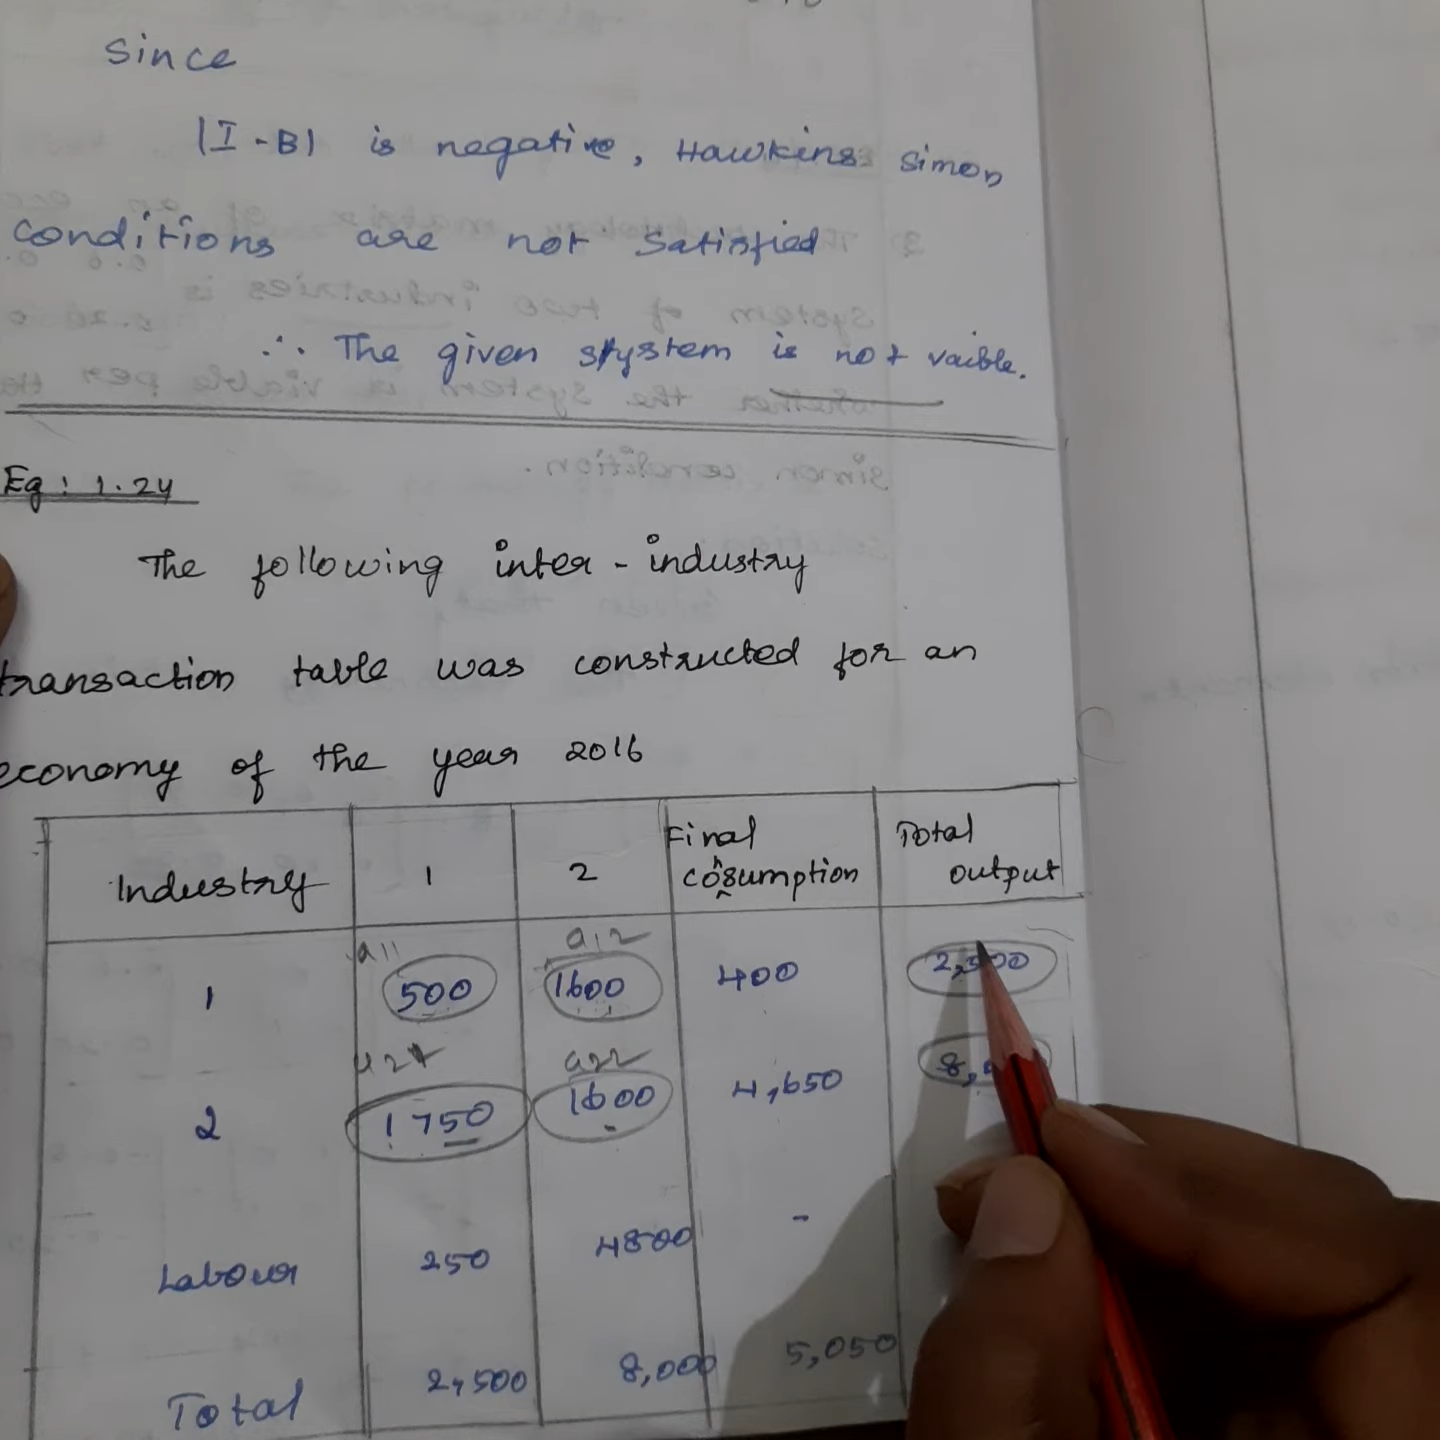 Since
|I-B| is negative, Hawkins Simon
conditions are not satisfied
∴ The given system is not vaible.
Eg: 1.24
The following inter-industry
transaction table was constructed for an
economy of the year 2016
Industry 1 2 Final consumption Total output
a11 a12
1 500 1600 400 2,500
a21 a22
2 1750 1600 4,650 8,
Labour 250 4800 -
Total 2,500 8,000 5,050